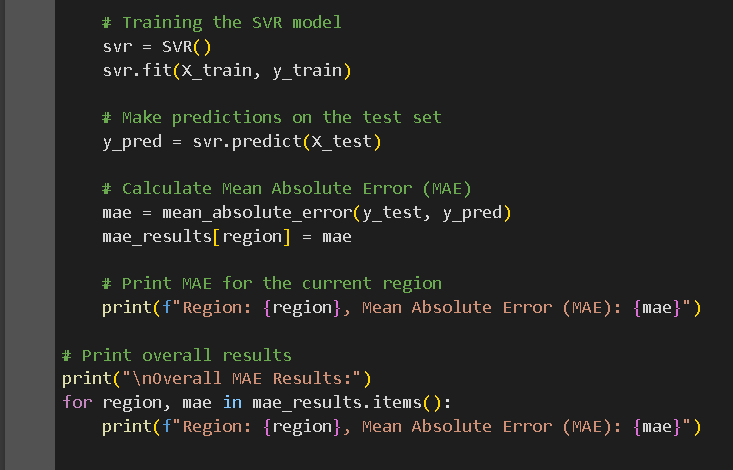 # Training the SVR model
svr = SVR()
svr.fit(X_train, y_train)
# Make predictions on the test set
y_pred = svr.predict(X_test)
# Calculate Mean Absolute Error (MAE)
mae = mean_absolute_error(y_test, y_pred)
mae_results[region] = mae
# Print MAE for the current region
print(f"Region: {region}, Mean Absolute Error (MAE): {mae}")
# Print overall results
print("\nOverall MAE Results:")
for region, mae in mae_results.items():
print(f"Region: {region}, Mean Absolute Error (MAE): {mae}")